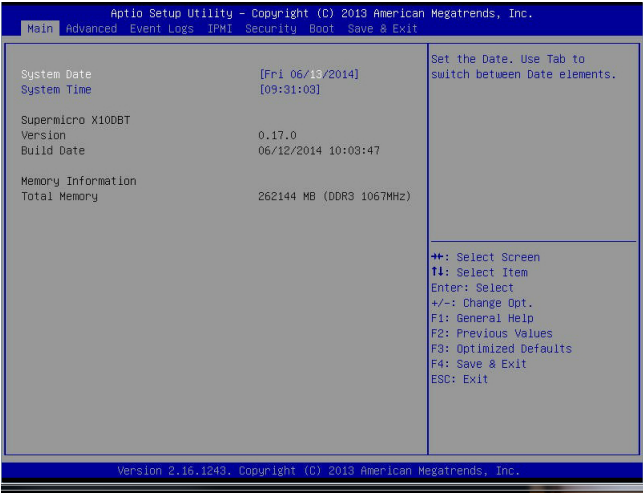 Aptio Setup Utility – Copyright (C) 2013 American Megatrends, Inc.
Main Advanced Event Logs IPMI Security Boot Save & Exit
System Date [Fri 06/13/2014]
System Time [09:31:03]
Supermicro X10DBT
Version 0.17.0
Build Date 06/12/2014 10:03:47
Memory Information
Total Memory 262144 MB (DDR3 1067MHz)
Set the Date. Use Tab to
switch between Date elements.
→←: Select Screen
↑↓: Select Item
Enter: Select
+/-: Change Opt.
F1: General Help
F2: Previous Values
F3: Optimized Defaults
F4: Save & Exit
ESC: Exit
Version 2.16.1243. Copyright (C) 2013 American Megatrends, Inc.